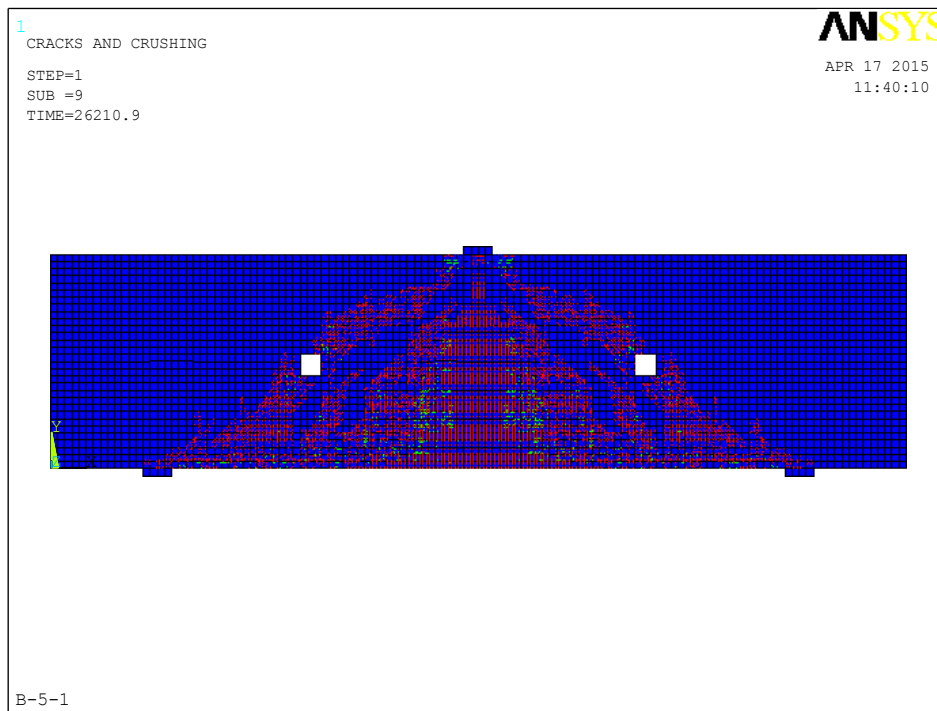 1
CRACKS AND CRUSHING
STEP=1
SUB =9
TIME=26210.9
ANSYS
APR 17 2015
11:40:10
Y
X
B-5-1